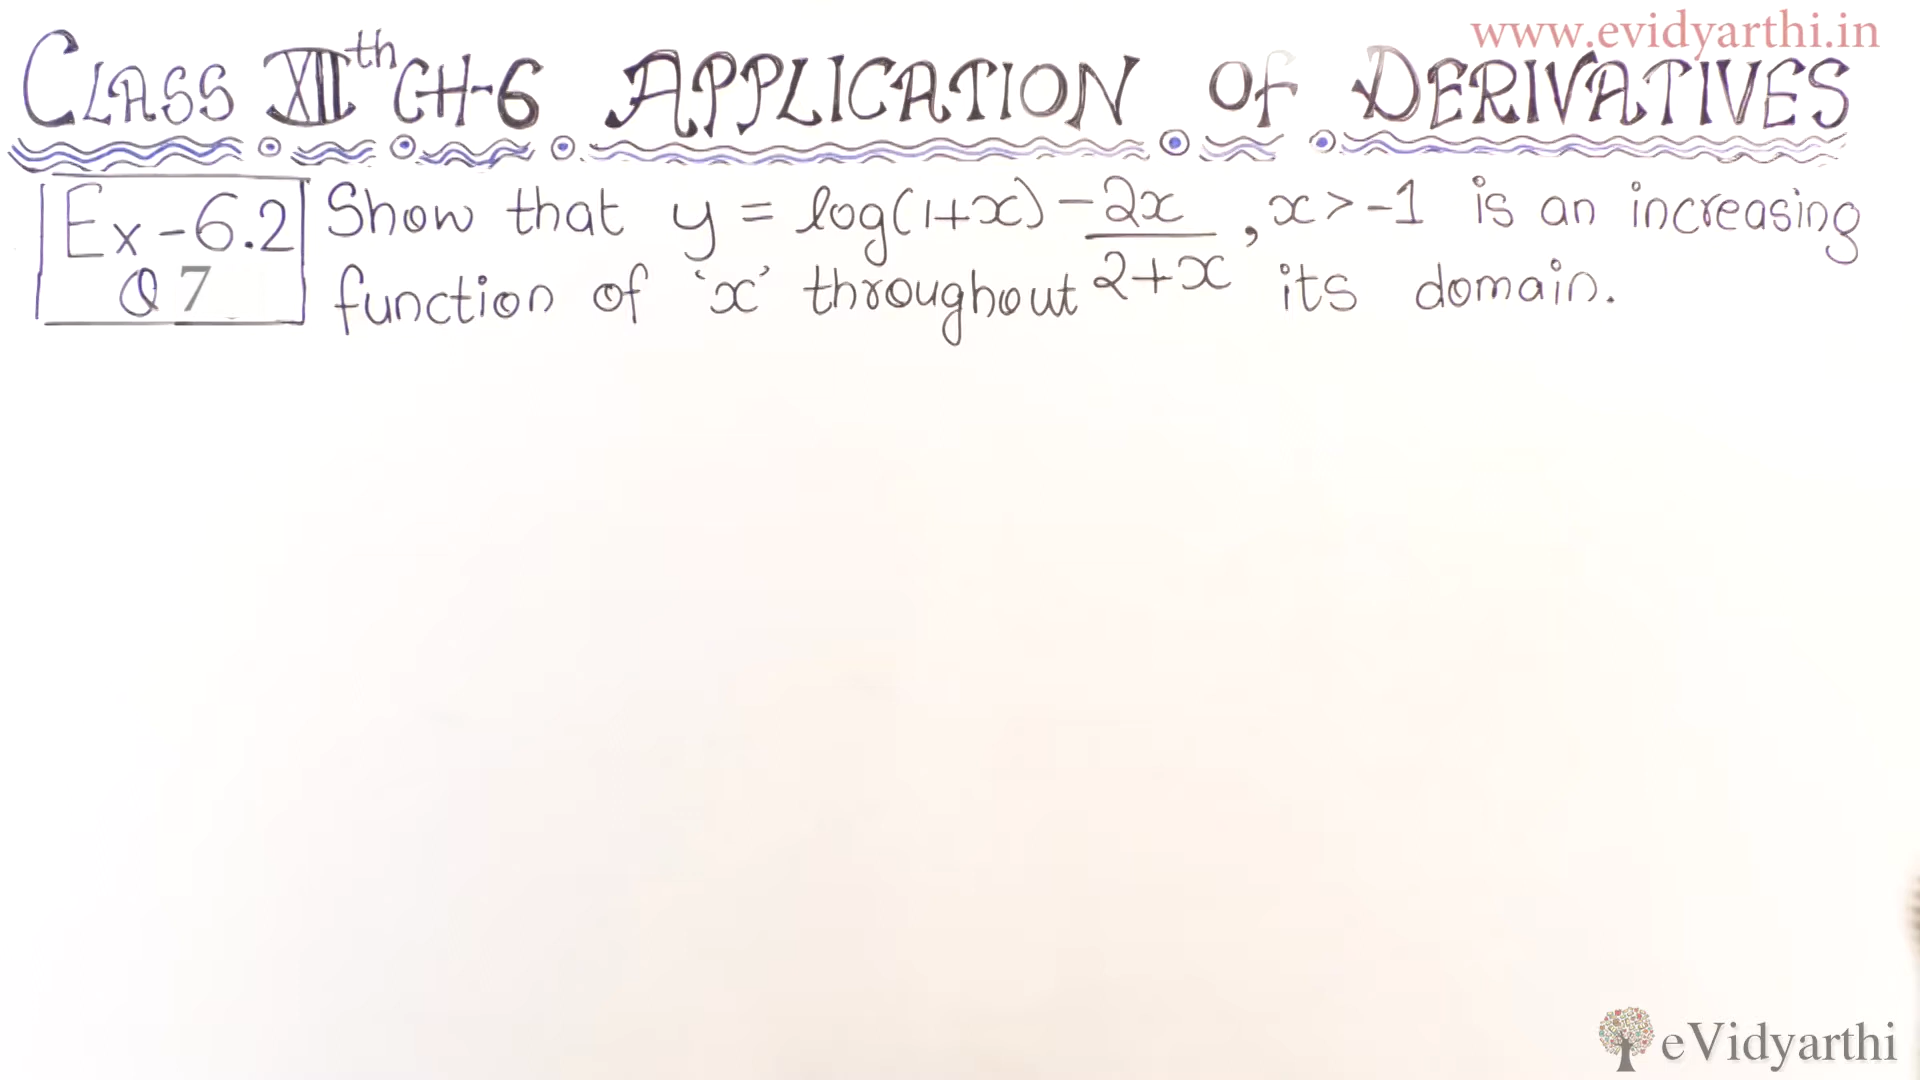 www.evidyarthi.in
CLASS XIIth CH-6 APPLICATION Of DERIVATIVES
Ex-6.2
Q 7
Show that y = log(1+x) - 2x/2+x, x > -1 is an increasing
function of 'x' throughout its domain.
eVidyarthi